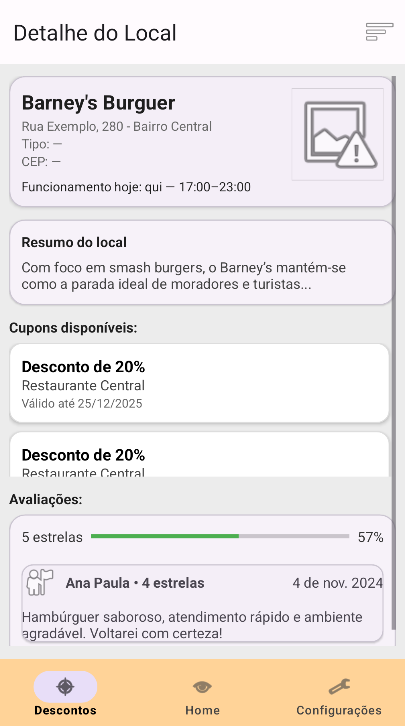 Detalhe do Local
Barney's Burguer
Rua Exemplo, 280 - Bairro Central
Tipo: —
CEP: —
Funcionamento hoje: qui — 17:00–23:00
Resumo do local
Com foco em smash burgers, o Barney's mantém-se
como a parada ideal de moradores e turistas...
Cupons disponíveis:
Desconto de 20%
Restaurante Central
Válido até 25/12/2025
Desconto de 20%
Restaurante Central
Avaliações:
5 estrelas 57%
Ana Paula • 4 estrelas 4 de nov. 2024
Hambúrguer saboroso, atendimento rápido e ambiente
agradável. Voltarei com certeza!
Descontos Home Configurações